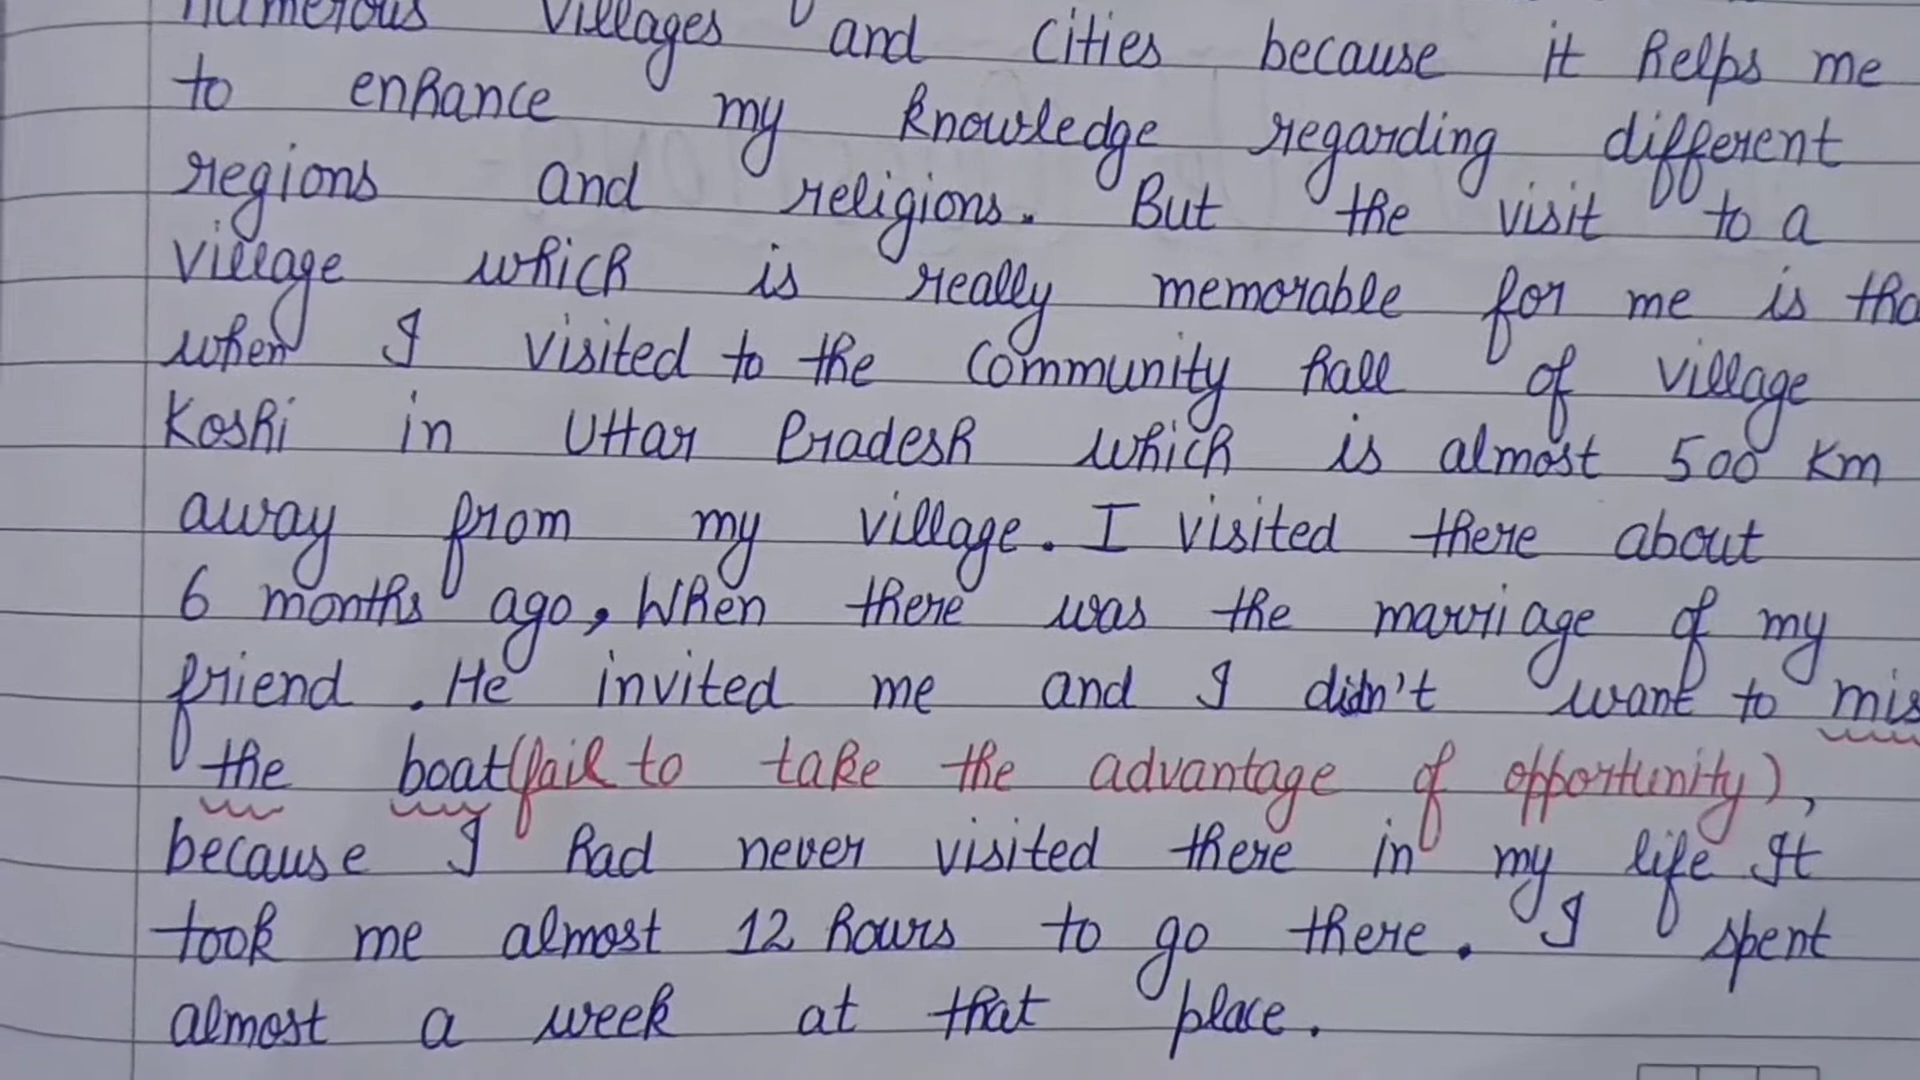 numerous villages and cities because it helps me
to enhance my knowledge regarding different
regions and religions. But the visit to a
village which is really memorable for me is
when I visited to the community hall of village
Koshi in Uttar Pradesh which is almost 500 Km
away from my village. I visited there about
6 months ago, When there was the marriage of my
friend. He invited me and I didn't want to mis
the boat(fail to take the advantage of opportunity),
because I had never visited there in my life It
took me almost 12 hours to go there. I spent
almost a week at that place.